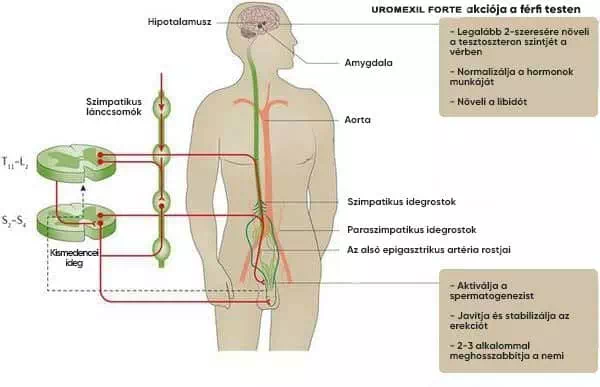 UROMEXIL FORTE akciója a férfi testen
- Legalább 2-szeresére növeli
a tesztoszteron szintjét a
vérben
- Normalizálja a hormonok
munkáját
- Növeli a libidót
Hipotalamusz
Amygdala
Szimpatikus
lánccsomók
Aorta
T11–L2
Szimpatikus idegrostok
S2–S4
Paraszimpatikus idegrostok
Az alsó epigasztrikus artéria rostjai
Kismedencei
ideg
- Aktiválja a
spermatogenezist
- Javítja és stabilizálja az
erekciót
- 2-3 alkalommal
meghosszabbítja a nemi